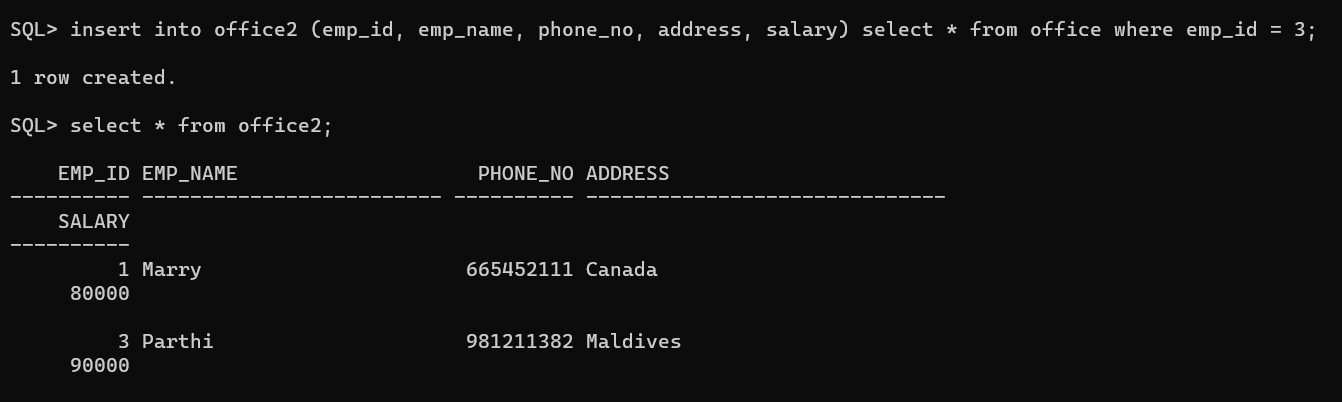 SQL> insert into office2 (emp_id, emp_name, phone_no, address, salary) select * from office where emp_id = 3;
1 row created.
SQL> select * from office2;
    EMP_ID EMP_NAME                    PHONE_NO ADDRESS
---------- ------------------------- ---------- ------------------------------
    SALARY
----------
         1 Marry                      665452111 Canada
     80000
         3 Parthi                     981211382 Maldives
     90000